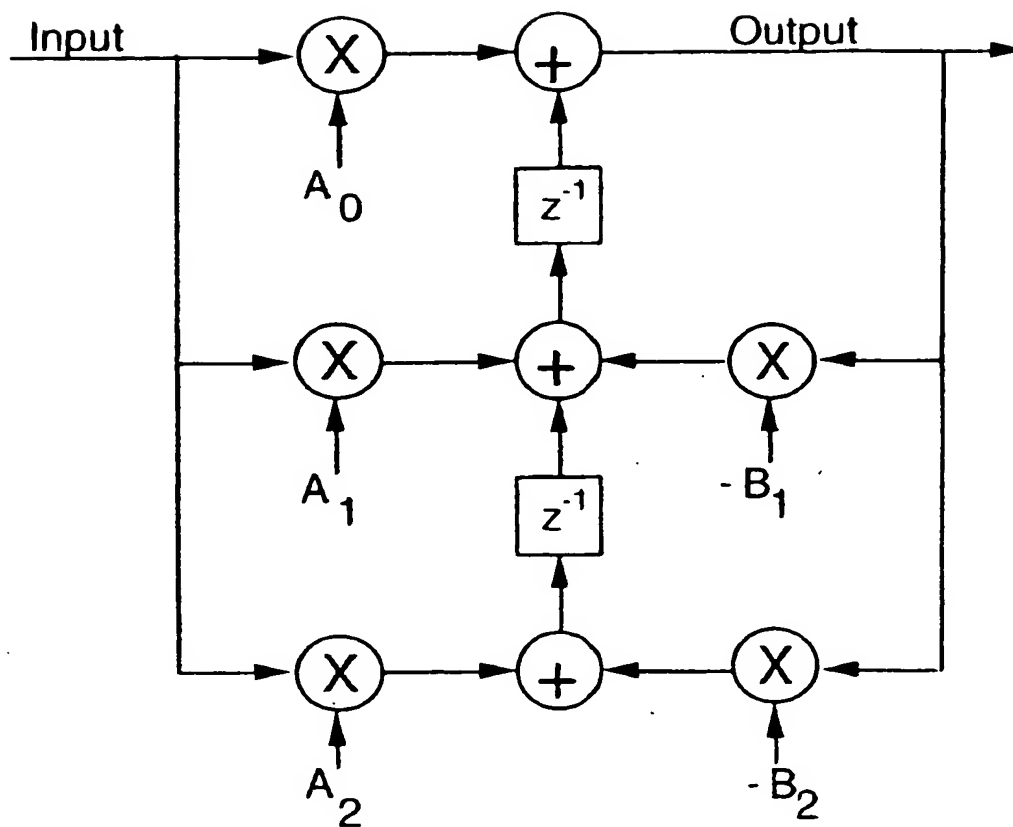 Input
Output
X
+
A0
z-1
X
+
X
A1
-B1
z-1
X
+
X
A2
-B2